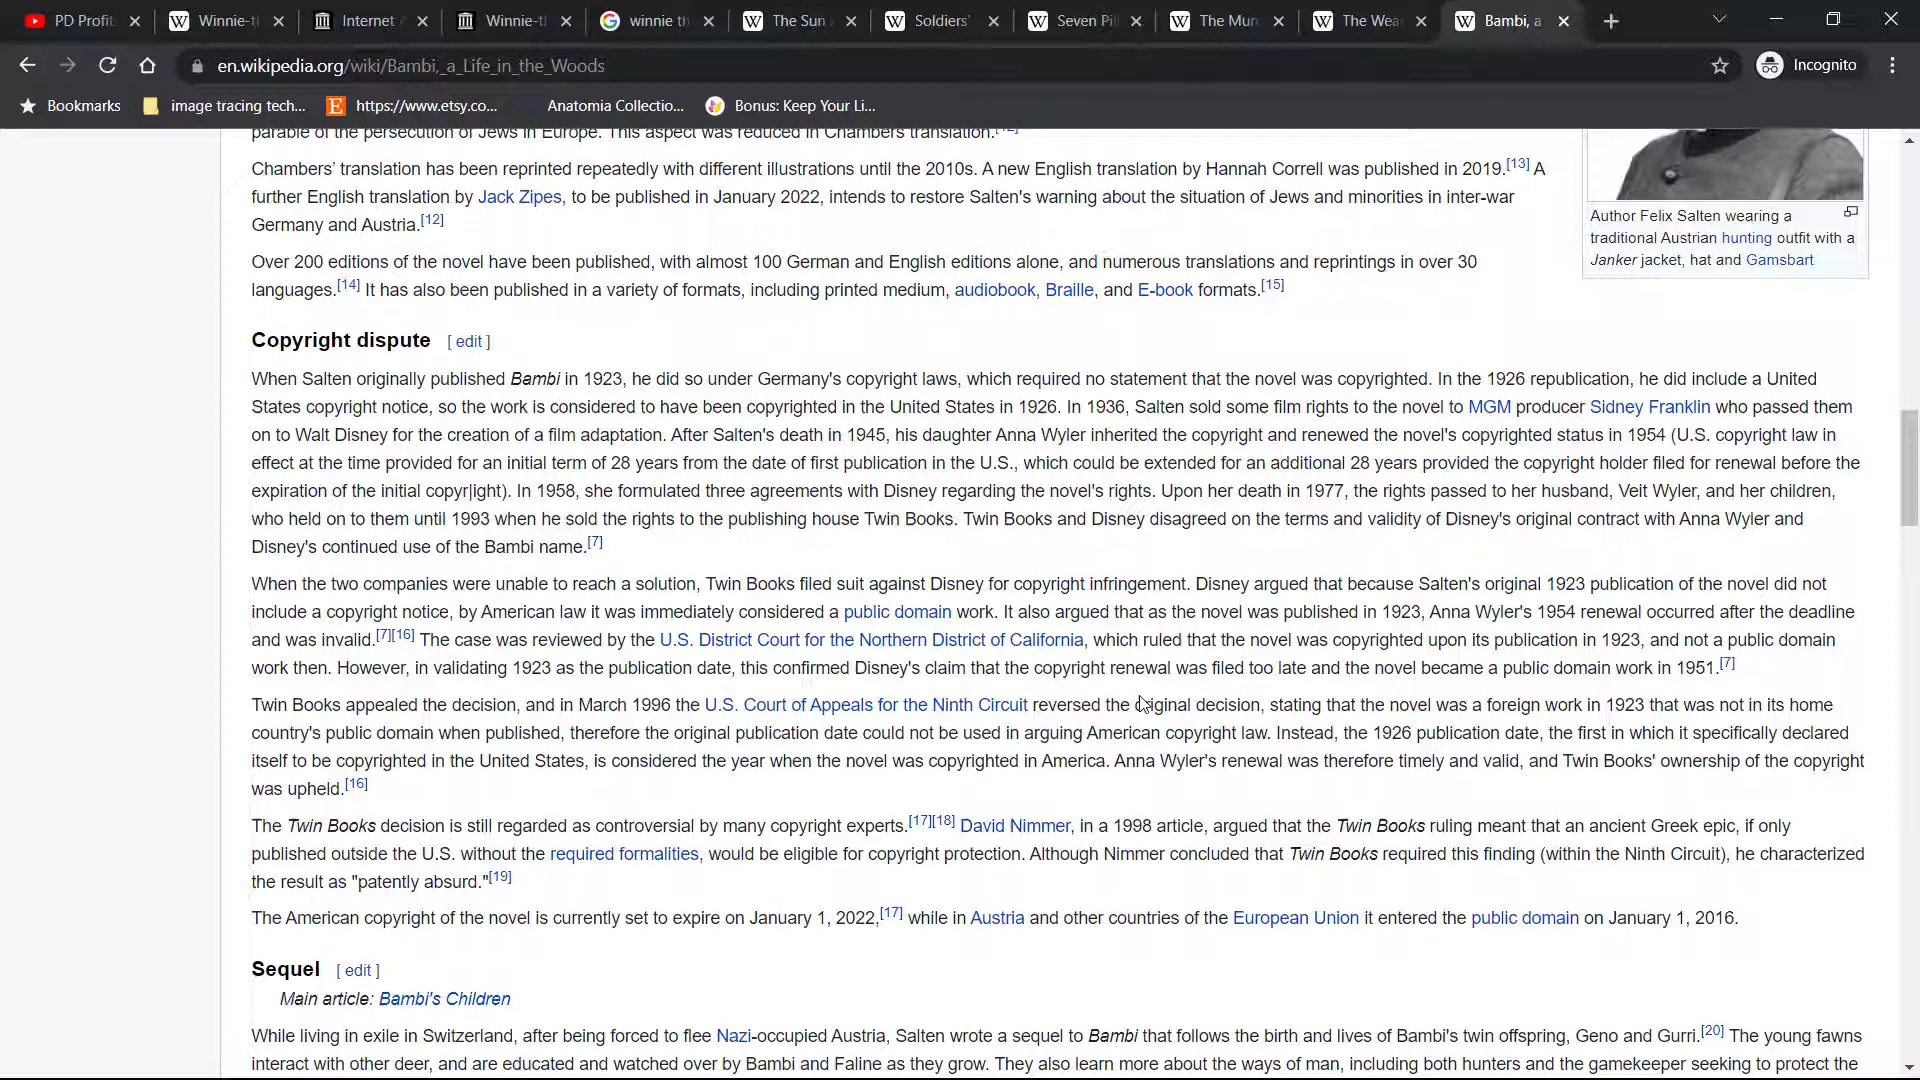 PD Profit
Winnie-t
Internet
Winnie-t
winnie th
The Sun
Soldiers'
Seven Pi
The Mur
The Wea
Bambi, a
en.wikipedia.org/wiki/Bambi,_a_Life_in_the_Woods
Incognito
Bookmarks
image tracing tech...
https://www.etsy.co...
Anatomia Collectio...
Bonus: Keep Your Li...
parable of the persecution of Jews in Europe. This aspect was reduced in Chambers translation.[12]
Chambers' translation has been reprinted repeatedly with different illustrations until the 2010s. A new English translation by Hannah Correll was published in 2019.[13] A
further English translation by Jack Zipes, to be published in January 2022, intends to restore Salten's warning about the situation of Jews and minorities in inter-war
Germany and Austria.[12]
Author Felix Salten wearing a
traditional Austrian hunting outfit with a
Janker jacket, hat and Gamsbart
Over 200 editions of the novel have been published, with almost 100 German and English editions alone, and numerous translations and reprintings in over 30
languages.[14] It has also been published in a variety of formats, including printed medium, audiobook, Braille, and E-book formats.[15]
Copyright dispute [ edit ]
When Salten originally published Bambi in 1923, he did so under Germany's copyright laws, which required no statement that the novel was copyrighted. In the 1926 republication, he did include a United
States copyright notice, so the work is considered to have been copyrighted in the United States in 1926. In 1936, Salten sold some film rights to the novel to MGM producer Sidney Franklin who passed them
on to Walt Disney for the creation of a film adaptation. After Salten's death in 1945, his daughter Anna Wyler inherited the copyright and renewed the novel's copyrighted status in 1954 (U.S. copyright law in
effect at the time provided for an initial term of 28 years from the date of first publication in the U.S., which could be extended for an additional 28 years provided the copyright holder filed for renewal before the
expiration of the initial copyr|ight). In 1958, she formulated three agreements with Disney regarding the novel's rights. Upon her death in 1977, the rights passed to her husband, Veit Wyler, and her children,
who held on to them until 1993 when he sold the rights to the publishing house Twin Books. Twin Books and Disney disagreed on the terms and validity of Disney's original contract with Anna Wyler and
Disney's continued use of the Bambi name.[7]
When the two companies were unable to reach a solution, Twin Books filed suit against Disney for copyright infringement. Disney argued that because Salten's original 1923 publication of the novel did not
include a copyright notice, by American law it was immediately considered a public domain work. It also argued that as the novel was published in 1923, Anna Wyler's 1954 renewal occurred after the deadline
and was invalid.[7][16] The case was reviewed by the U.S. District Court for the Northern District of California, which ruled that the novel was copyrighted upon its publication in 1923, and not a public domain
work then. However, in validating 1923 as the publication date, this confirmed Disney's claim that the copyright renewal was filed too late and the novel became a public domain work in 1951.[7]
Twin Books appealed the decision, and in March 1996 the U.S. Court of Appeals for the Ninth Circuit reversed the original decision, stating that the novel was a foreign work in 1923 that was not in its home
country's public domain when published, therefore the original publication date could not be used in arguing American copyright law. Instead, the 1926 publication date, the first in which it specifically declared
itself to be copyrighted in the United States, is considered the year when the novel was copyrighted in America. Anna Wyler's renewal was therefore timely and valid, and Twin Books' ownership of the copyright
was upheld.[16]
The Twin Books decision is still regarded as controversial by many copyright experts.[17][18] David Nimmer, in a 1998 article, argued that the Twin Books ruling meant that an ancient Greek epic, if only
published outside the U.S. without the required formalities, would be eligible for copyright protection. Although Nimmer concluded that Twin Books required this finding (within the Ninth Circuit), he characterized
the result as "patently absurd."[19]
The American copyright of the novel is currently set to expire on January 1, 2022,[17] while in Austria and other countries of the European Union it entered the public domain on January 1, 2016.
Sequel [ edit ]
Main article: Bambi's Children
While living in exile in Switzerland, after being forced to flee Nazi-occupied Austria, Salten wrote a sequel to Bambi that follows the birth and lives of Bambi's twin offspring, Geno and Gurri.[20] The young fawns
interact with other deer, and are educated and watched over by Bambi and Faline as they grow. They also learn more about the ways of man, including both hunters and the gamekeeper seeking to protect the